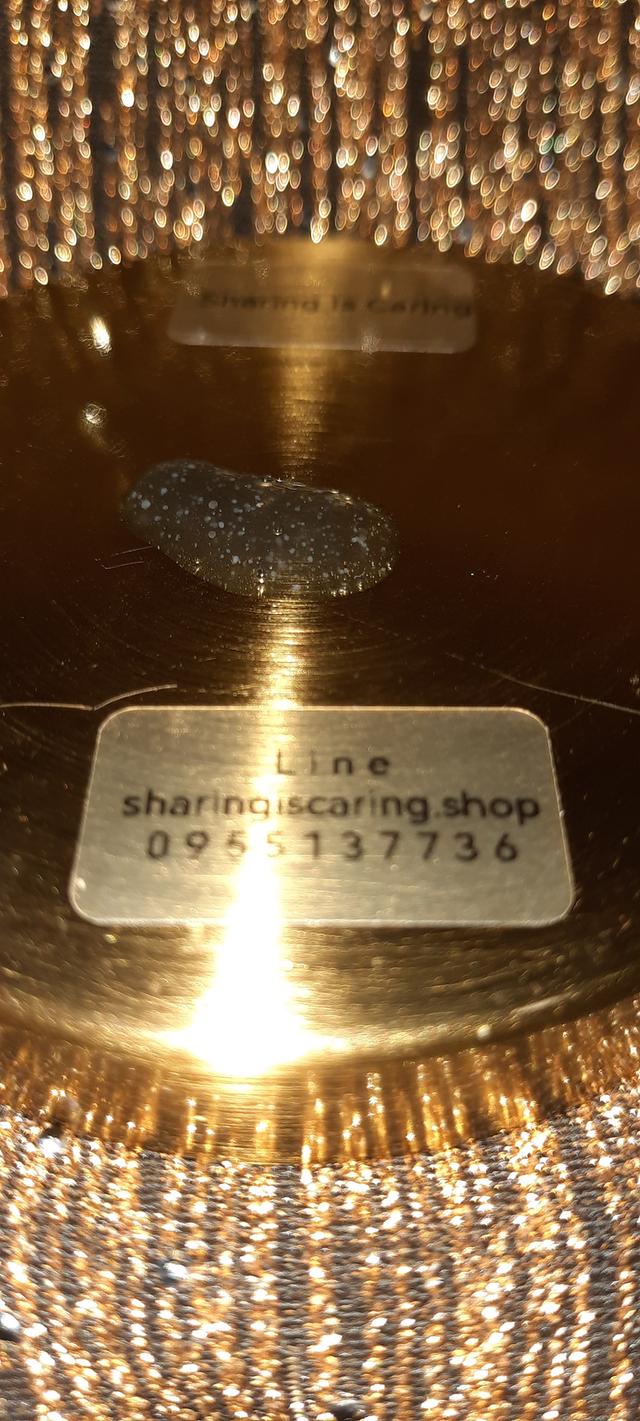 Sharing is Caring
Line
sharingiscaring.shop
0955137736